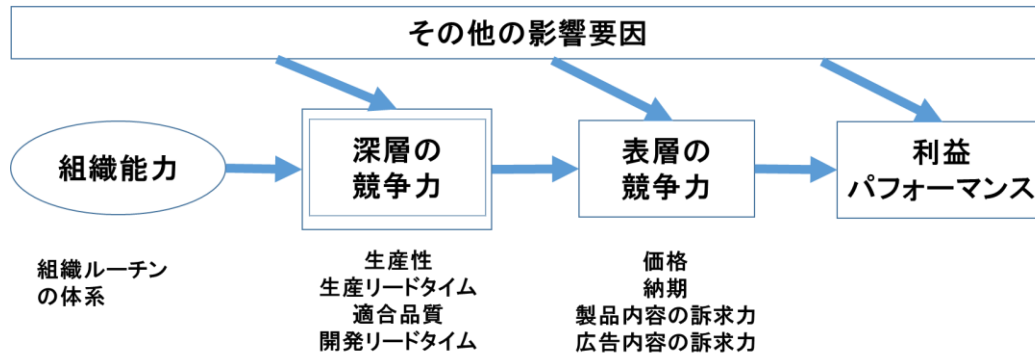 その他の影響要因
組織能力
深層の
競争力
表層の
競争力
利益
パフォーマンス
組織ルーチン
の体系
生産性
生産リードタイム
適合品質
開発リードタイム
価格
納期
製品内容の訴求力
広告内容の訴求力